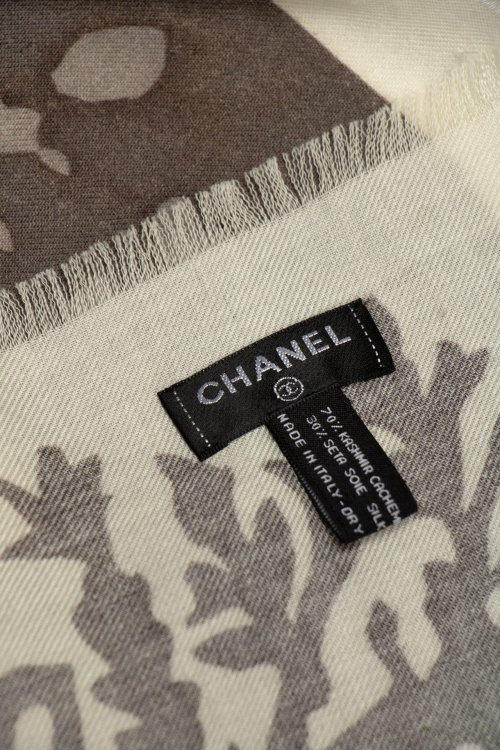 CHANEL
70% KASHMIR CACHEM
30% SETA SOIE SILK
MADE IN ITALY - DRY